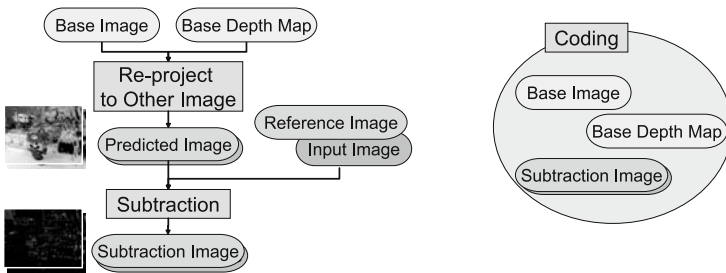 Base Image
Base Depth Map
Re-project
to Other Image
Reference Image
Input Image
Predicted Image
Subtraction
Subtraction Image
Coding
Base Image
Base Depth Map
Subtraction Image